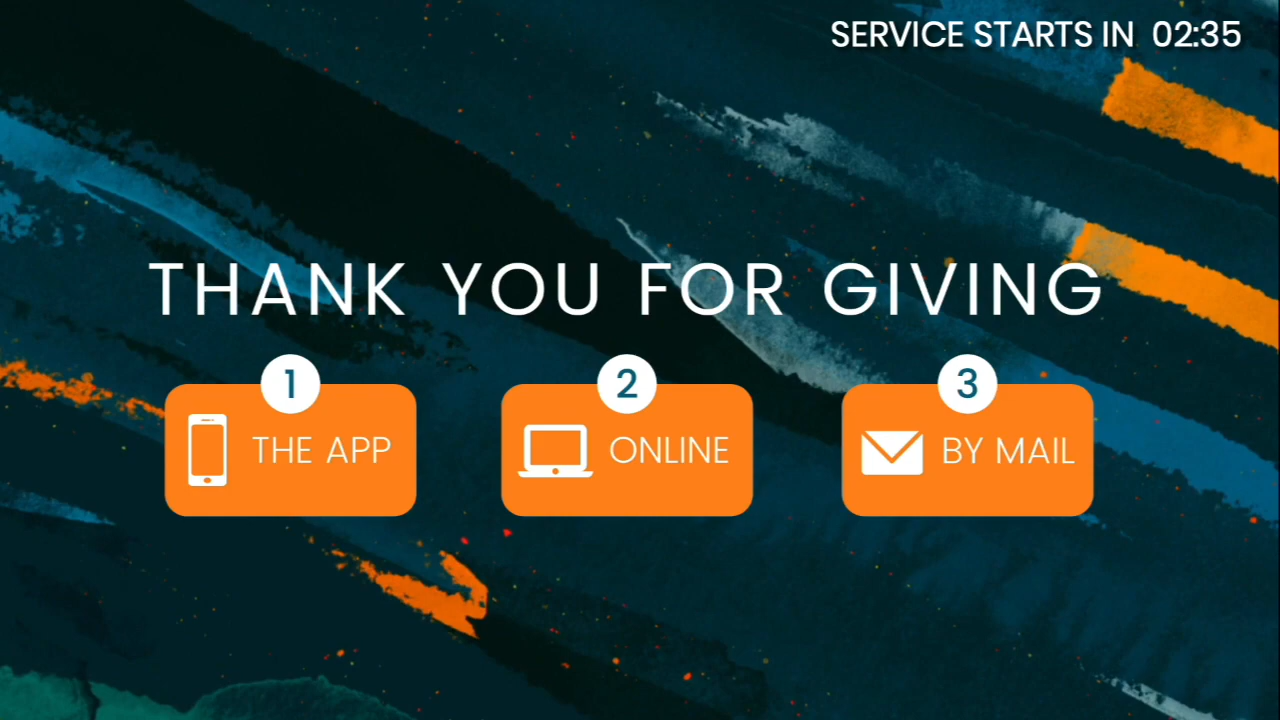 SERVICE STARTS IN 02:35
THANK YOU FOR GIVING
1
THE APP
2
ONLINE
3
BY MAIL